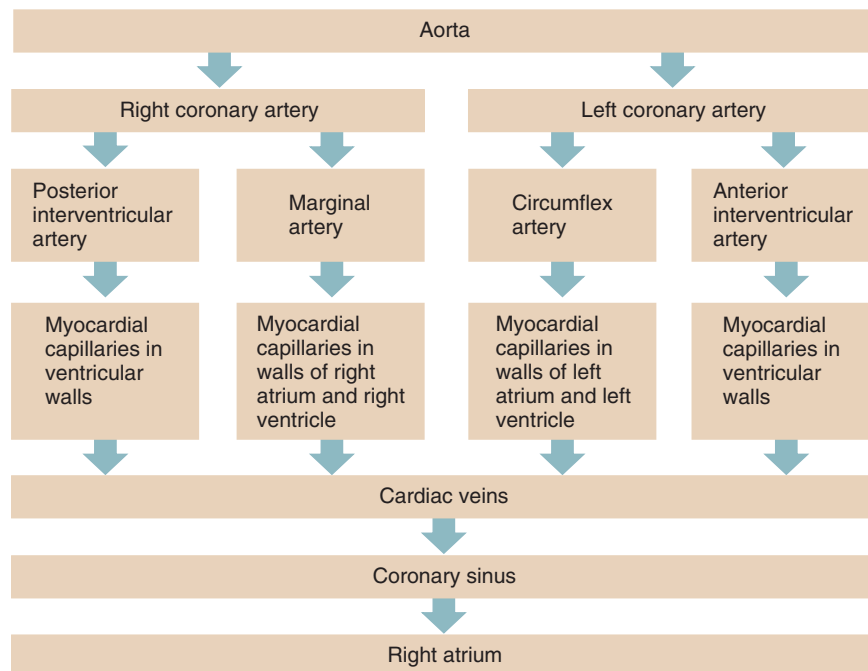 Aorta
Right coronary artery
Left coronary artery
Posterior
interventricular
artery
Marginal
artery
Circumflex
artery
Anterior
interventricular
artery
Myocardial
capillaries in
ventricular
walls
Myocardial
capillaries in
walls of right
atrium and right
ventricle
Myocardial
capillaries in
walls of left
atrium and left
ventricle
Myocardial
capillaries in
ventricular
walls
Cardiac veins
Coronary sinus
Right atrium